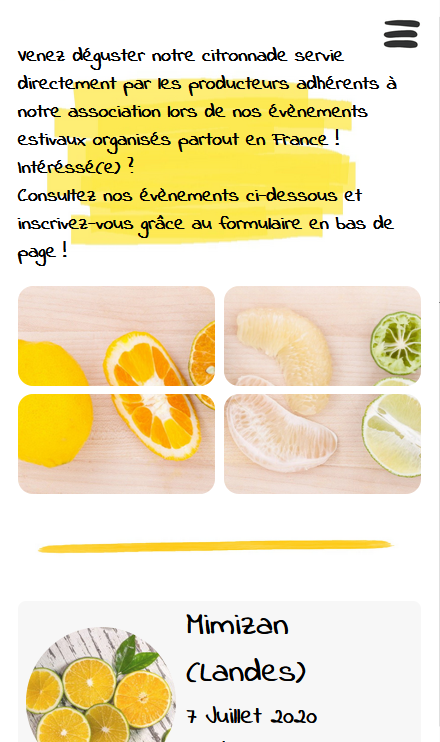 Venez déguster notre citronnade servie
directement par les producteurs adhérents à
notre association lors de nos évènements
estivaux organisés partout en France !
Intéréssé(e) ?
Consultez nos évènements ci-dessous et
inscrivez-vous grâce au formulaire en bas de
page !
Mimizan
(Landes)
7 Juillet 2020